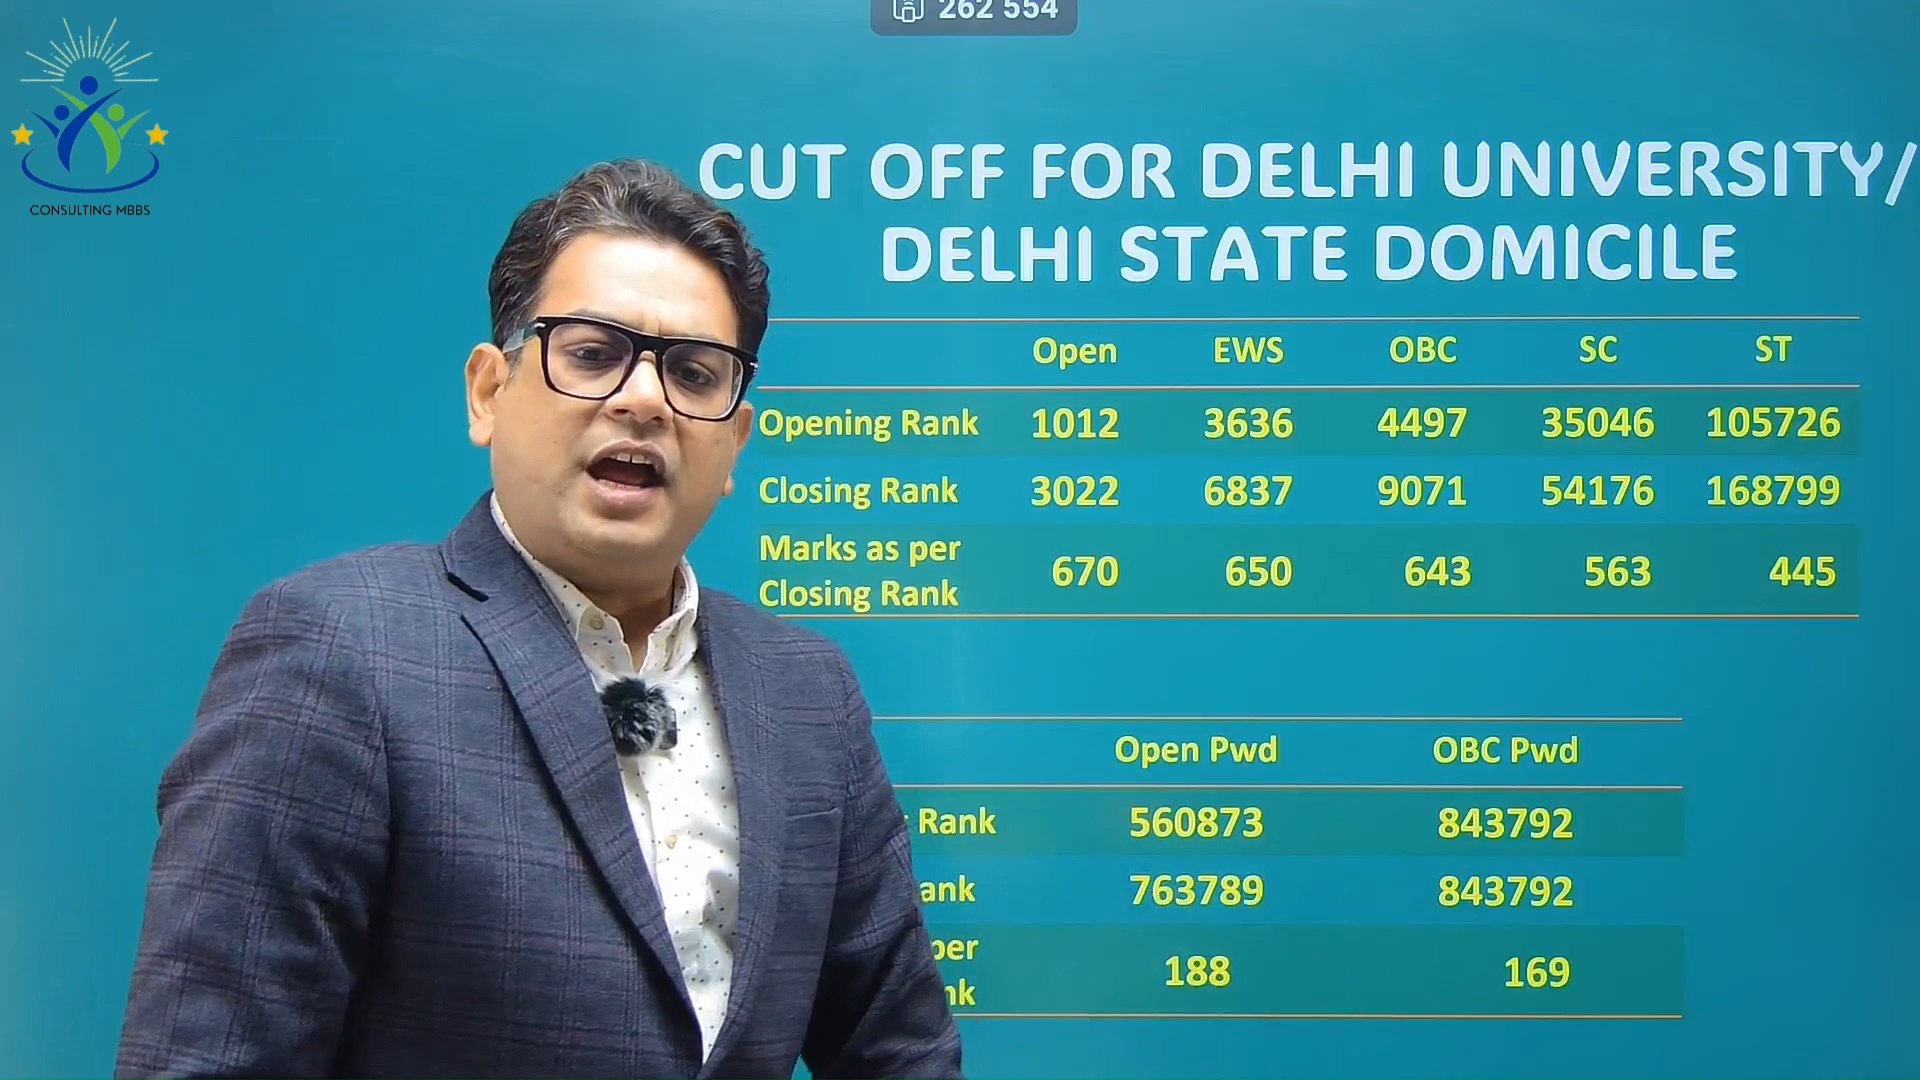 262 554
CONSULTING MBBS
CUT OFF FOR DELHI UNIVERSITY/
DELHI STATE DOMICILE
Open EWS OBC SC ST
Opening Rank 1012 3636 4497 35046 105726
Closing Rank 3022 6837 9071 54176 168799
Marks as per
Closing Rank 670 650 643 563 445
Open Pwd OBC Pwd
Rank 560873 843792
763789 843792
per
188 169